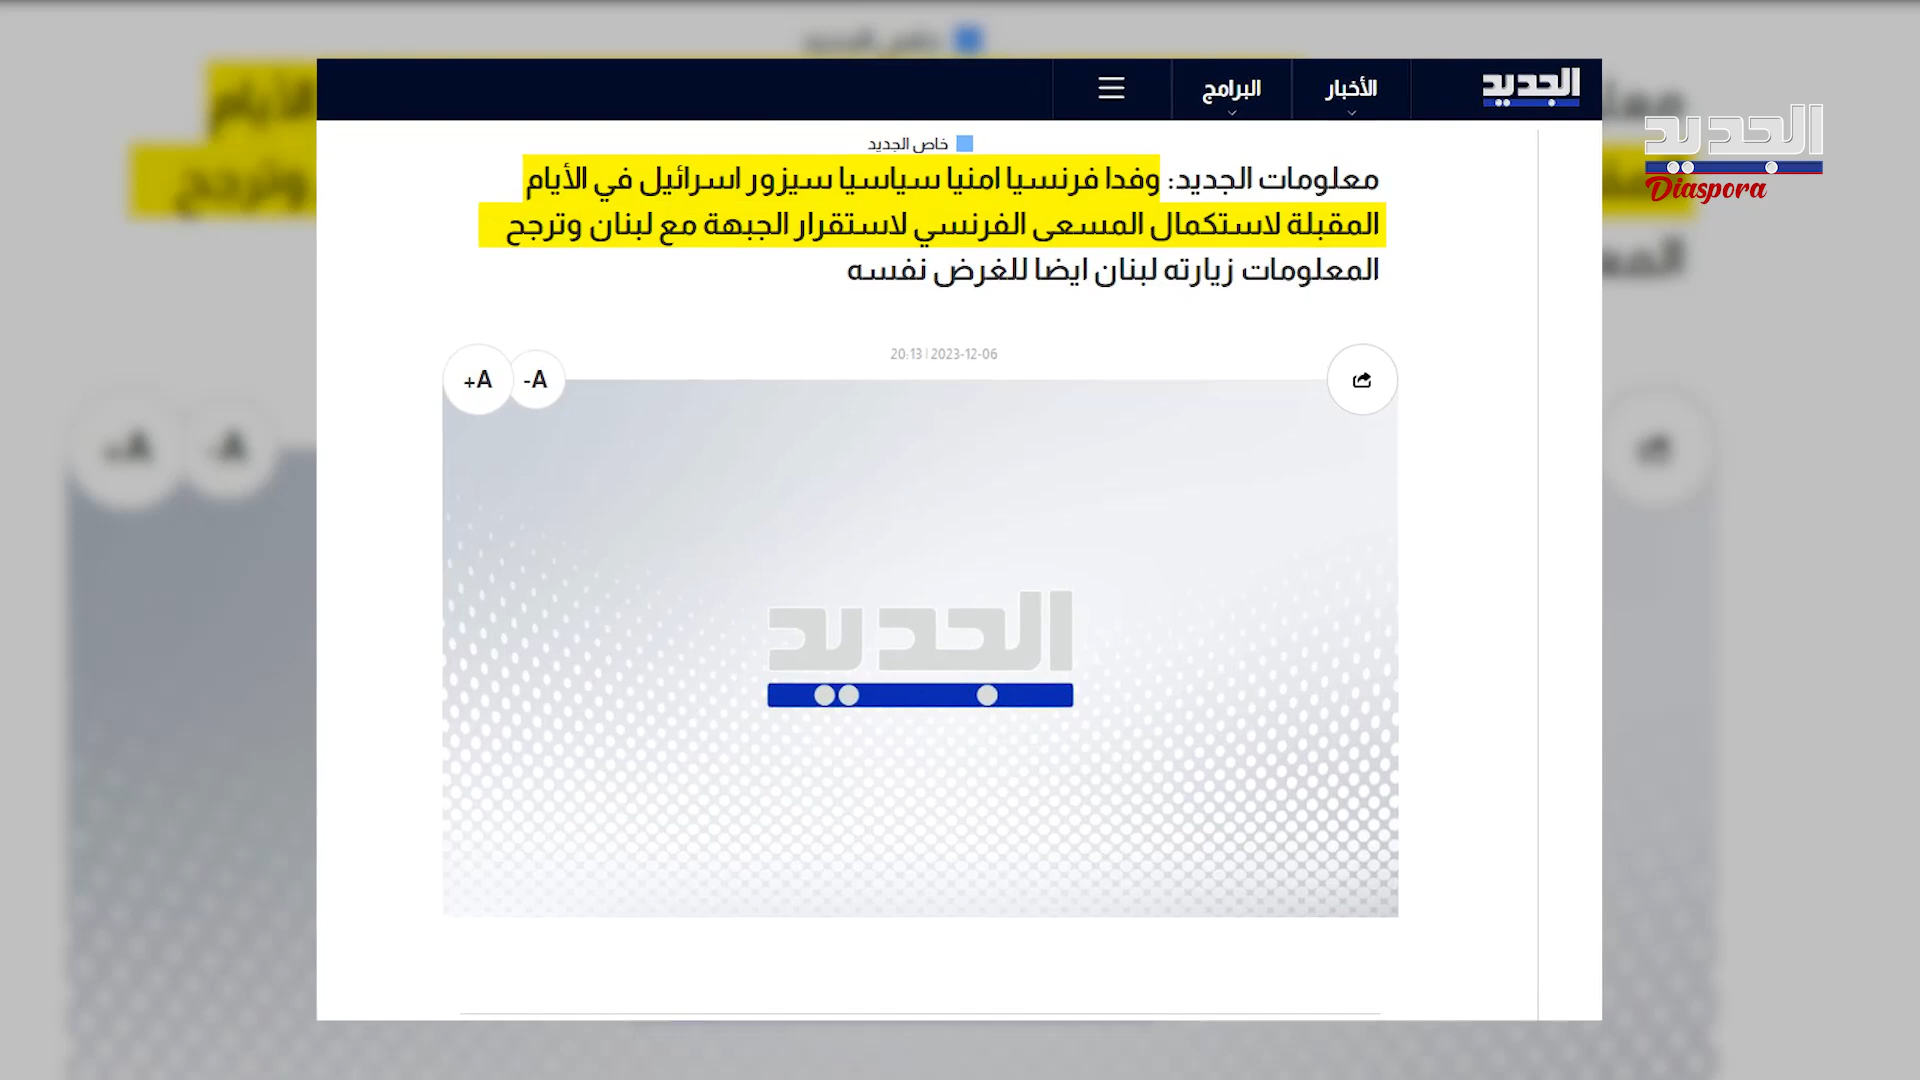 الجديد
الأخبار
البرامج
خاص الجديد
معلومات الجديد: وفدا فرنسيا امنيا سياسيا سيزور اسرائيل في الأيام
المقبلة لاستكمال المسعى الفرنسي لاستقرار الجبهة مع لبنان وترجح
المعلومات زيارته لبنان ايضا للغرض نفسه
20:13 | 2023-12-06
+A
-A
الجديد
الجديد
Diaspora